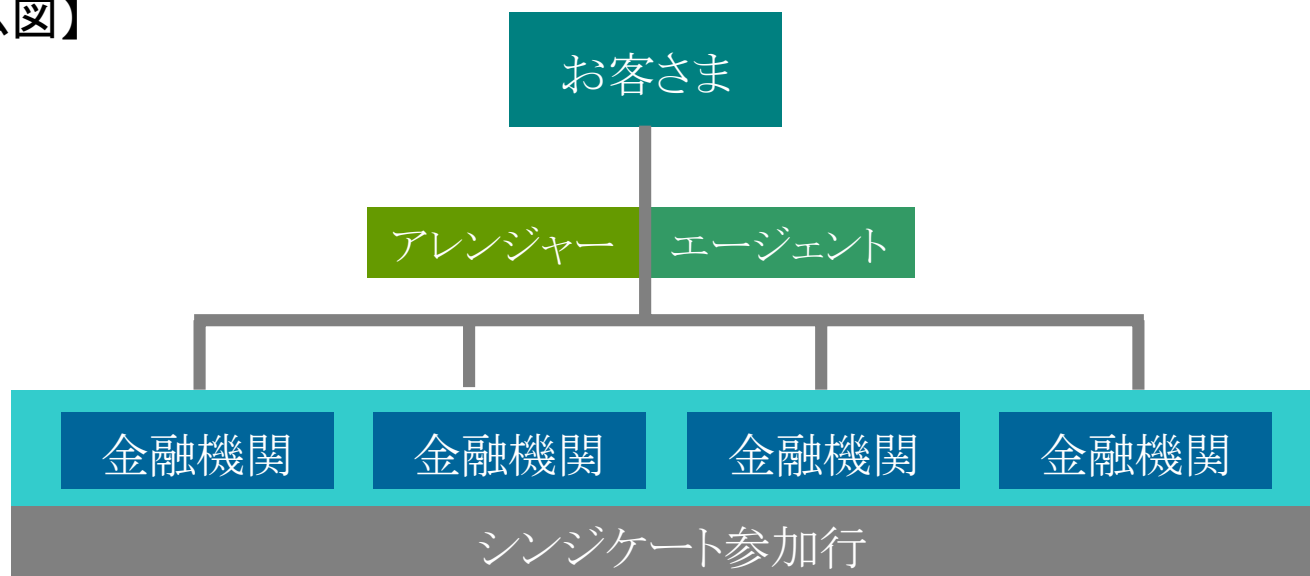 図】
お客さま
アレンジャー エージェント
金融機関 金融機関 金融機関 金融機関
シンジケート参加行